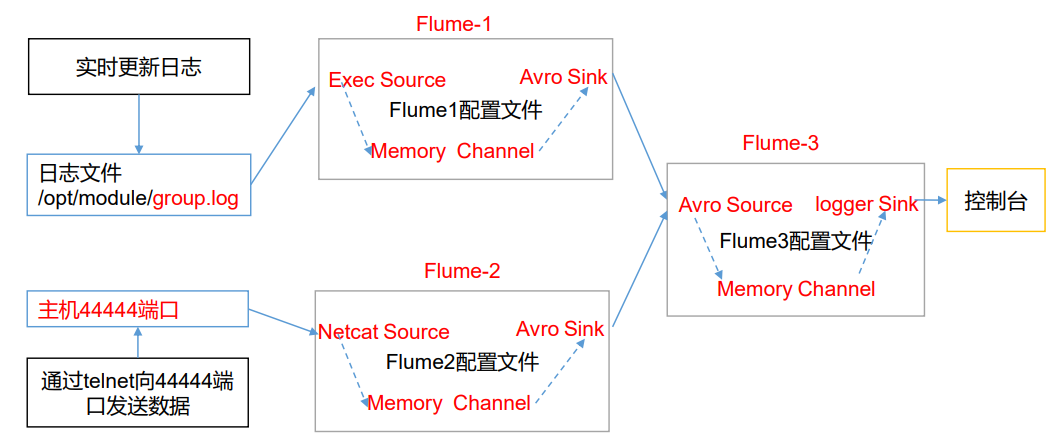 Flume-1
实时更新日志
Exec Source
Avro Sink
Flume1配置文件
Memory Channel
日志文件
/opt/module/group.log
Flume-3
Avro Source
logger Sink
控制台
Flume3配置文件
Memory Channel
Flume-2
主机44444端口
Netcat Source
Avro Sink
Flume2配置文件
Memory Channel
通过telnet向44444端
口发送数据